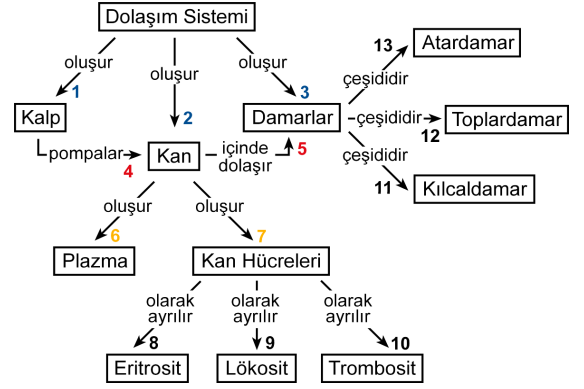 Dolaşım Sistemi
oluşur
1
oluşur
2
oluşur
3
Kalp
Damarlar
pompalar
4
Kan
içinde
dolaşır
5
çeşididir
13
Atardamar
çeşididir
12
Toplardamar
çeşididir
11
Kılcaldamar
oluşur
6
oluşur
7
Plazma
Kan Hücreleri
olarak
ayrılır
8
olarak
ayrılır
9
olarak
ayrılır
10
Eritrosit
Lökosit
Trombosit